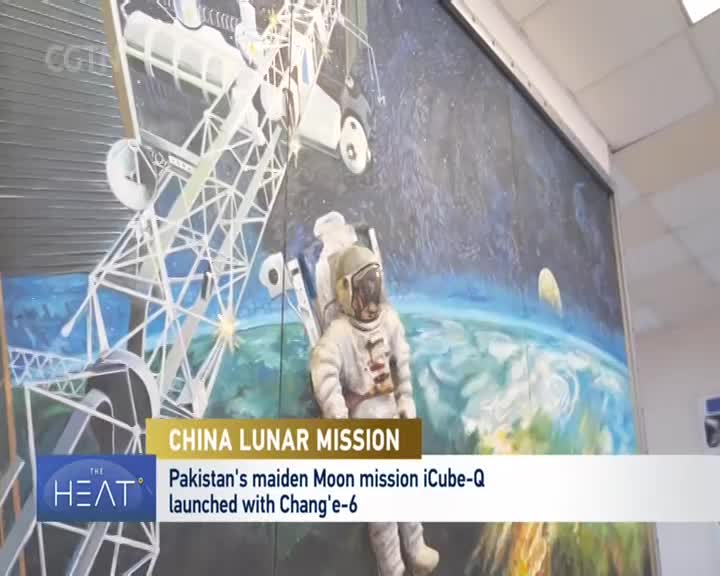 CGTN
CHINA LUNAR MISSION
THE
HEAT
Pakistan's maiden Moon mission iCube-Q
launched with Chang'e-6